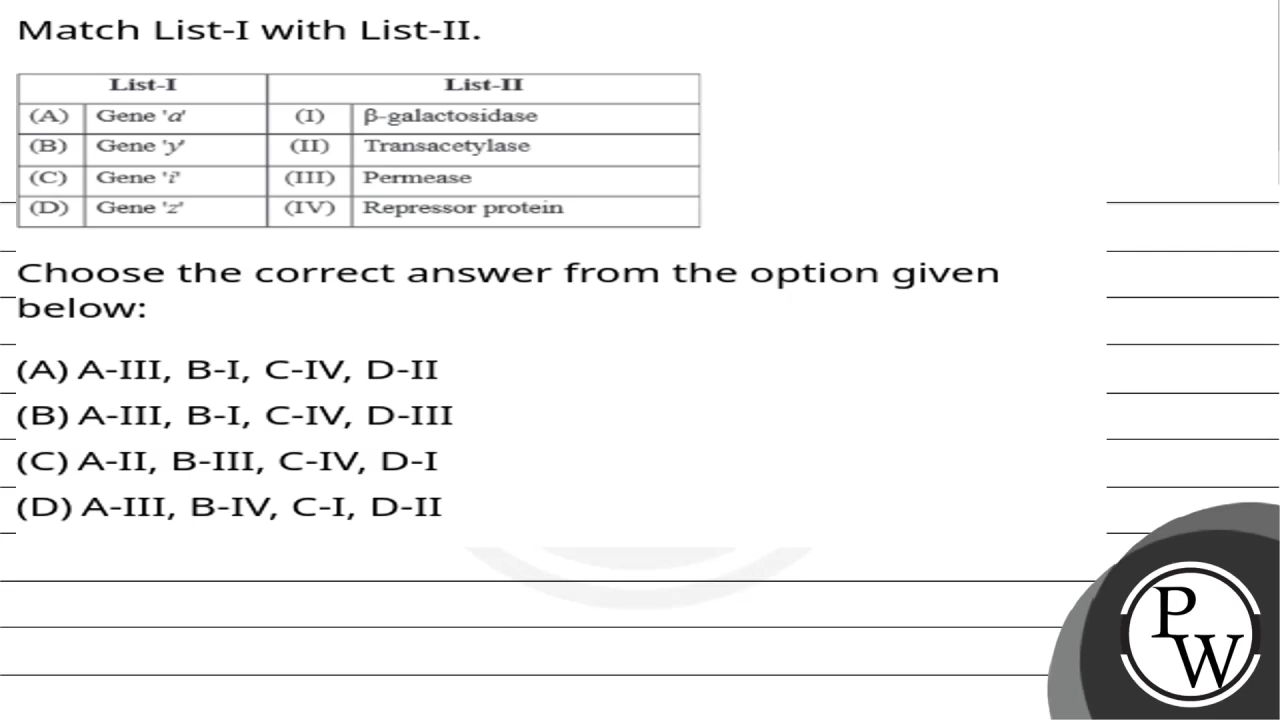 Match List-I with List-II.
List-I List-II
(A) Gene 'a' (I) β-galactosidase
(B) Gene 'y' (II) Transacetylase
(C) Gene 'i' (III) Permease
(D) Gene 'z' (IV) Repressor protein
Choose the correct answer from the option given
below:
(A) A-III, B-I, C-IV, D-II
(B) A-III, B-I, C-IV, D-III
(C) A-II, B-III, C-IV, D-I
(D) A-III, B-IV, C-I, D-II
P
W